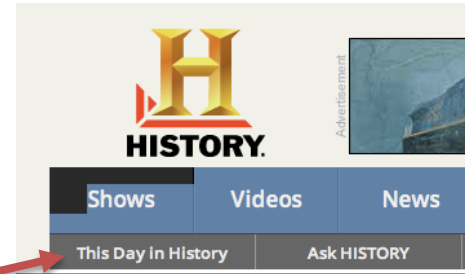 Advertisement
HISTORY.
Shows Videos News
This Day in History Ask HISTORY